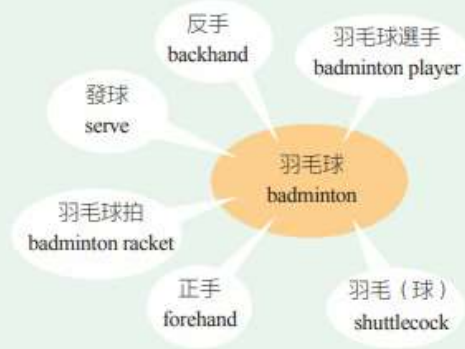 反手
backhand
羽毛球選手
badminton player
發球
serve
羽毛球
badminton
羽毛球拍
badminton racket
正手
forehand
羽毛（球）
shuttlecock